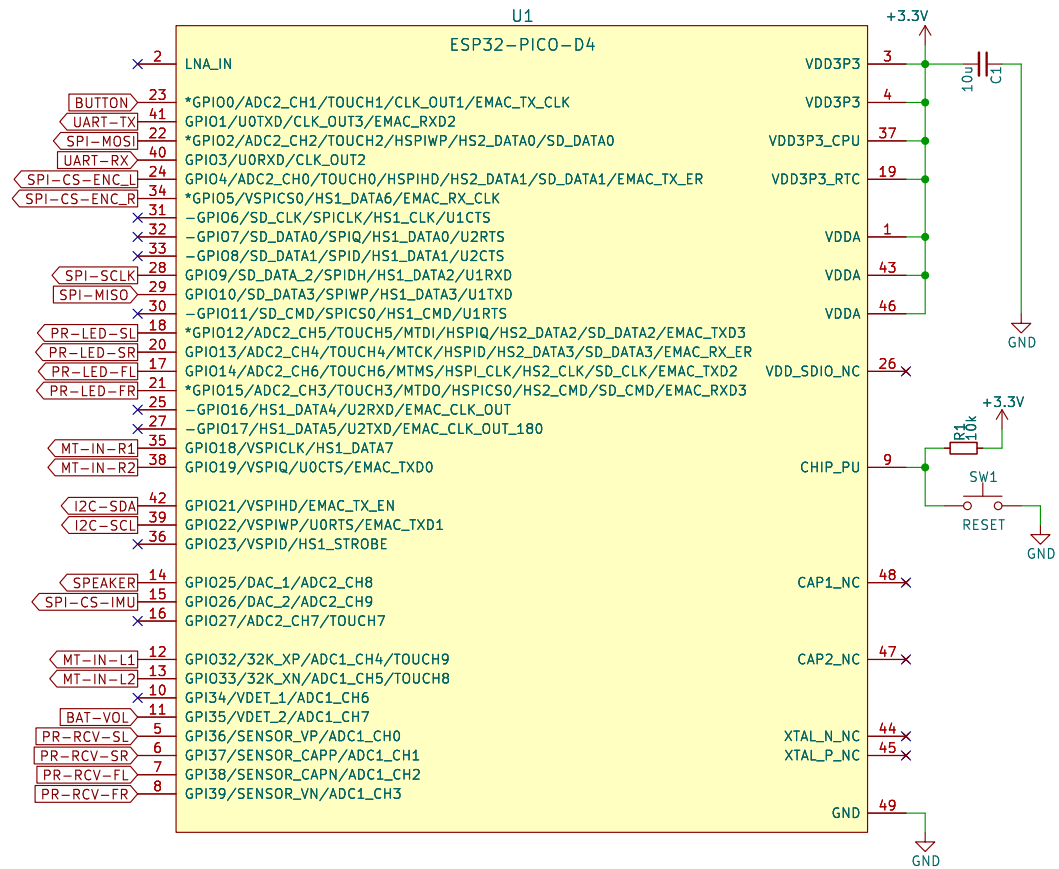 U1
ESP32-PICO-D4
+3.3V
2 LNA_IN VDD3P3 3
10u C1
BUTTON 23 *GPIO0/ADC2_CH1/TOUCH1/CLK_OUT1/EMAC_TX_CLK VDD3P3 4
UART-TX 41 GPIO1/U0TXD/CLK_OUT3/EMAC_RXD2
SPI-MOSI 22 *GPIO2/ADC2_CH2/TOUCH2/HSPIWP/HS2_DATA0/SD_DATA0 VDD3P3_CPU 37
UART-RX 40 GPIO3/U0RXD/CLK_OUT2
SPI-CS-ENC_L 24 GPIO4/ADC2_CH0/TOUCH0/HSPIHD/HS2_DATA1/SD_DATA1/EMAC_TX_ER VDD3P3_RTC 19
SPI-CS-ENC_R 34 *GPIO5/VSPICS0/HS1_DATA6/EMAC_RX_CLK
31 -GPIO6/SD_CLK/SPICLK/HS1_CLK/U1CTS
32 -GPIO7/SD_DATA0/SPIQ/HS1_DATA0/U2RTS VDDA 1
33 -GPIO8/SD_DATA1/SPID/HS1_DATA1/U2CTS
SPI-SCLK 28 GPIO9/SD_DATA_2/SPIDH/HS1_DATA2/U1RXD VDDA 43
SPI-MISO 29 GPIO10/SD_DATA3/SPIWP/HS1_DATA3/U1TXD
30 -GPIO11/SD_CMD/SPICS0/HS1_CMD/U1RTS VDDA 46
PR-LED-SL 18 *GPIO12/ADC2_CH5/TOUCH5/MTDI/HSPIQ/HS2_DATA2/SD_DATA2/EMAC_TXD3
GND
PR-LED-SR 20 GPIO13/ADC2_CH4/TOUCH4/MTCK/HSPID/HS2_DATA3/SD_DATA3/EMAC_RX_ER
PR-LED-FL 17 GPIO14/ADC2_CH6/TOUCH6/MTMS/HSPI_CLK/HS2_CLK/SD_CLK/EMAC_TXD2 VDD_SDIO_NC 26
PR-LED-FR 21 *GPIO15/ADC2_CH3/TOUCH3/MTDO/HSPICS0/HS2_CMD/SD_CMD/EMAC_RXD3
+3.3V
25 -GPIO16/HS1_DATA4/U2RXD/EMAC_CLK_OUT
27 -GPIO17/HS1_DATA5/U2TXD/EMAC_CLK_OUT_180
R1 10k
MT-IN-R1 35 GPIO18/VSPICLK/HS1_DATA7
MT-IN-R2 38 GPIO19/VSPIQ/U0CTS/EMAC_TXD0 CHIP_PU 9
SW1
I2C-SDA 42 GPIO21/VSPIHD/EMAC_TX_EN
I2C-SCL 39 GPIO22/VSPIWP/U0RTS/EMAC_TXD1 RESET
36 GPIO23/VSPID/HS1_STROBE
GND
SPEAKER 14 GPIO25/DAC_1/ADC2_CH8 CAP1_NC 48
SPI-CS-IMU 15 GPIO26/DAC_2/ADC2_CH9
16 GPIO27/ADC2_CH7/TOUCH7
MT-IN-L1 12 GPIO32/32K_XP/ADC1_CH4/TOUCH9 CAP2_NC 47
MT-IN-L2 13 GPIO33/32K_XN/ADC1_CH5/TOUCH8
10 GPI34/VDET_1/ADC1_CH6
BAT-VOL 11 GPI35/VDET_2/ADC1_CH7
PR-RCV-SL 5 GPI36/SENSOR_VP/ADC1_CH0 XTAL_N_NC 44
PR-RCV-SR 6 GPI37/SENSOR_CAPP/ADC1_CH1 XTAL_P_NC 45
PR-RCV-FL 7 GPI38/SENSOR_CAPN/ADC1_CH2
PR-RCV-FR 8 GPI39/SENSOR_VN/ADC1_CH3
GND 49
GND